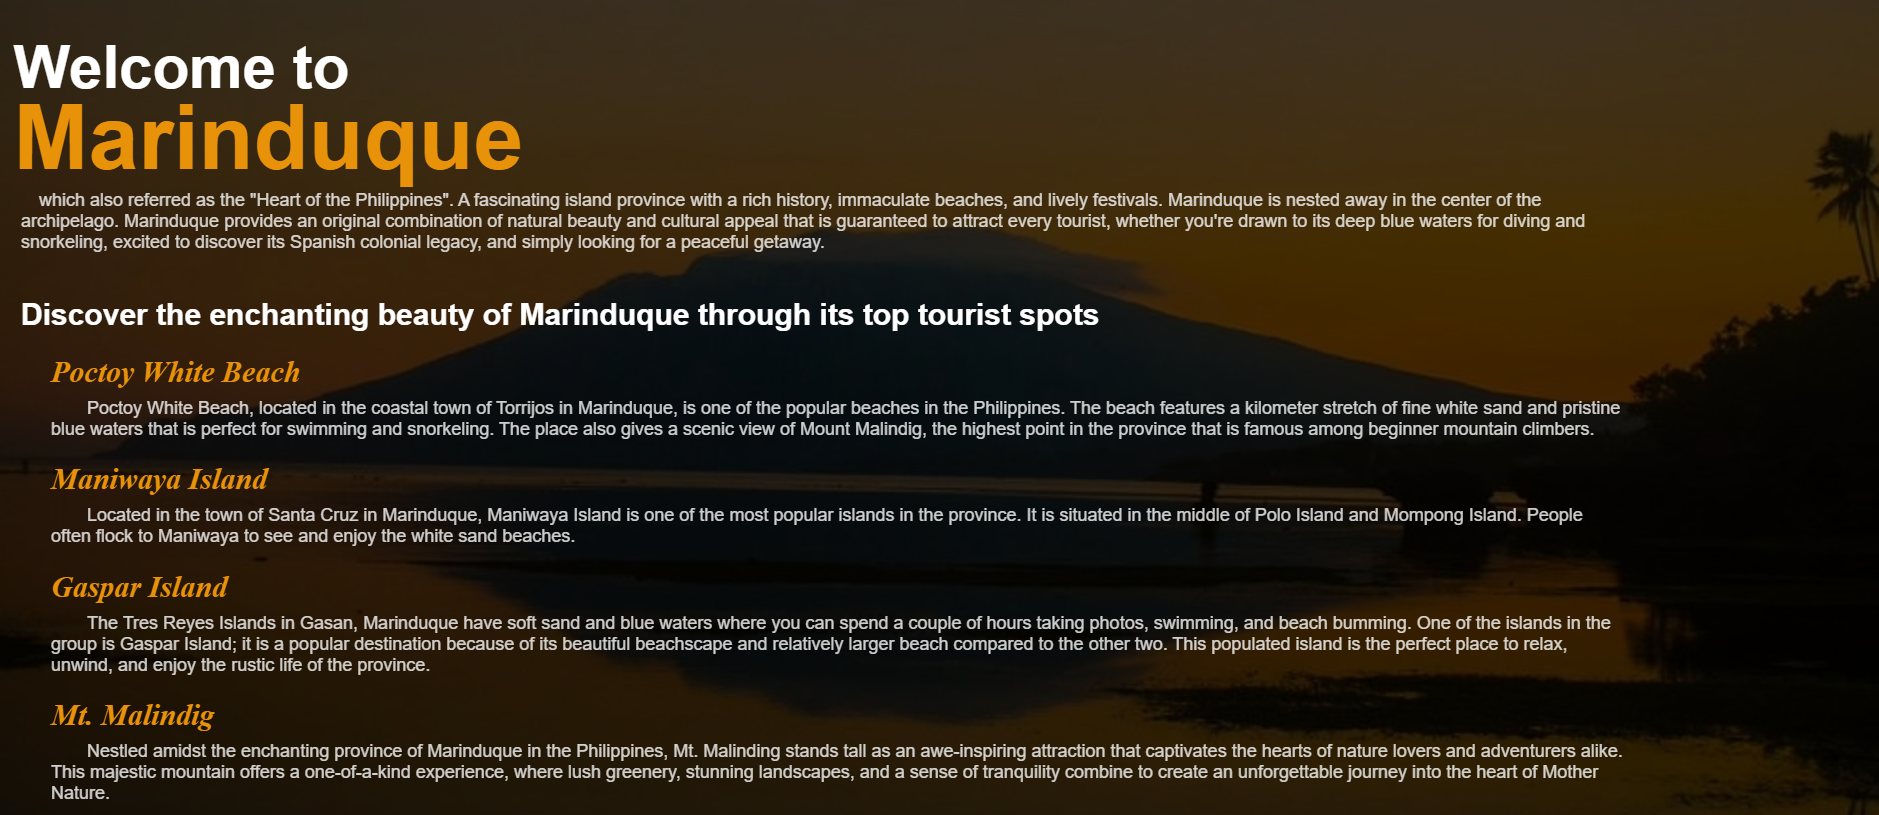 Welcome to
Marinduque
which also referred as the "Heart of the Philippines". A fascinating island province with a rich history, immaculate beaches, and lively festivals. Marinduque is nested away in the center of the
archipelago. Marinduque provides an original combination of natural beauty and cultural appeal that is guaranteed to attract every tourist, whether you're drawn to its deep blue waters for diving and
snorkeling, excited to discover its Spanish colonial legacy, and simply looking for a peaceful getaway.
Discover the enchanting beauty of Marinduque through its top tourist spots
Poctoy White Beach
Poctoy White Beach, located in the coastal town of Torrijos in Marinduque, is one of the popular beaches in the Philippines. The beach features a kilometer stretch of fine white sand and pristine
blue waters that is perfect for swimming and snorkeling. The place also gives a scenic view of Mount Malindig, the highest point in the province that is famous among beginner mountain climbers.
Maniwaya Island
Located in the town of Santa Cruz in Marinduque, Maniwaya Island is one of the most popular islands in the province. It is situated in the middle of Polo Island and Mompong Island. People
often flock to Maniwaya to see and enjoy the white sand beaches.
Gaspar Island
The Tres Reyes Islands in Gasan, Marinduque have soft sand and blue waters where you can spend a couple of hours taking photos, swimming, and beach bumming. One of the islands in the
group is Gaspar Island; it is a popular destination because of its beautiful beachscape and relatively larger beach compared to the other two. This populated island is the perfect place to relax,
unwind, and enjoy the rustic life of the province.
Mt. Malindig
Nestled amidst the enchanting province of Marinduque in the Philippines, Mt. Malinding stands tall as an awe-inspiring attraction that captivates the hearts of nature lovers and adventurers alike.
This majestic mountain offers a one-of-a-kind experience, where lush greenery, stunning landscapes, and a sense of tranquility combine to create an unforgettable journey into the heart of Mother
Nature.